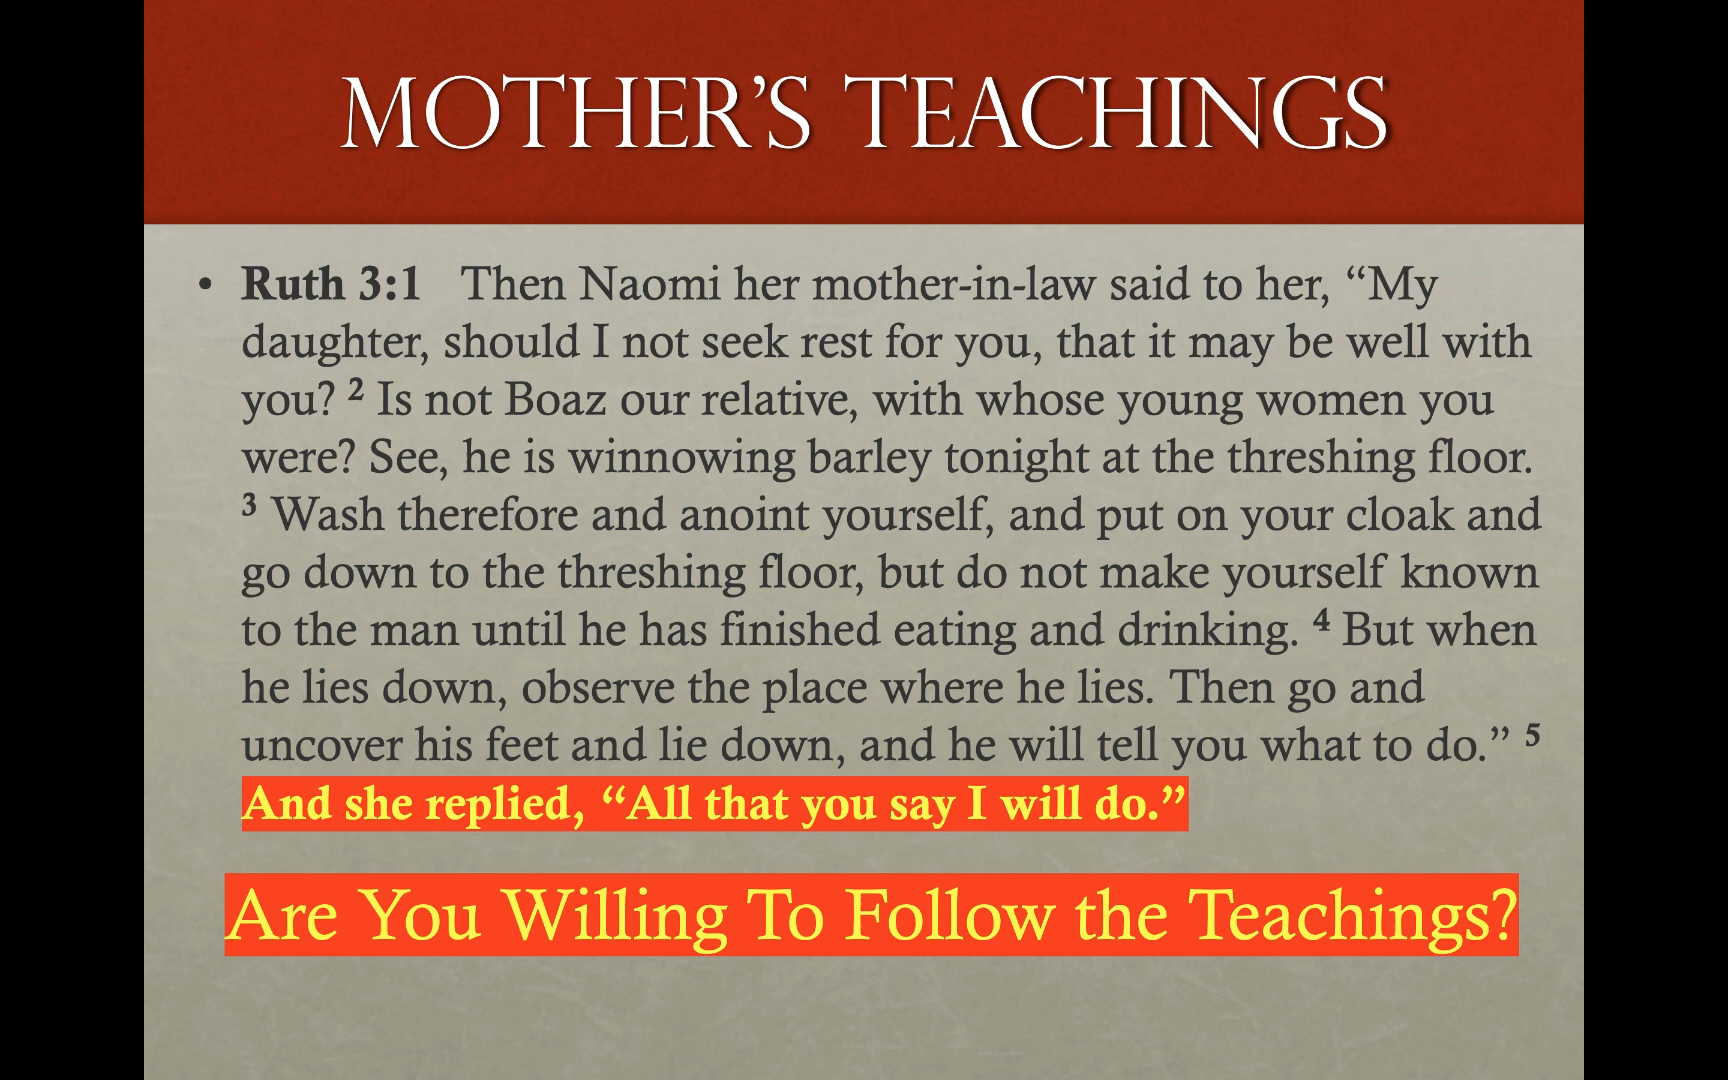 MOTHER’S TEACHINGS
• Ruth 3:1 Then Naomi her mother-in-law said to her, “My
daughter, should I not seek rest for you, that it may be well with
you? ² Is not Boaz our relative, with whose young women you
were? See, he is winnowing barley tonight at the threshing floor.
³ Wash therefore and anoint yourself, and put on your cloak and
go down to the threshing floor, but do not make yourself known
to the man until he has finished eating and drinking. ⁴ But when
he lies down, observe the place where he lies. Then go and
uncover his feet and lie down, and he will tell you what to do.” ⁵
And she replied, “All that you say I will do.”
Are You Willing To Follow the Teachings?